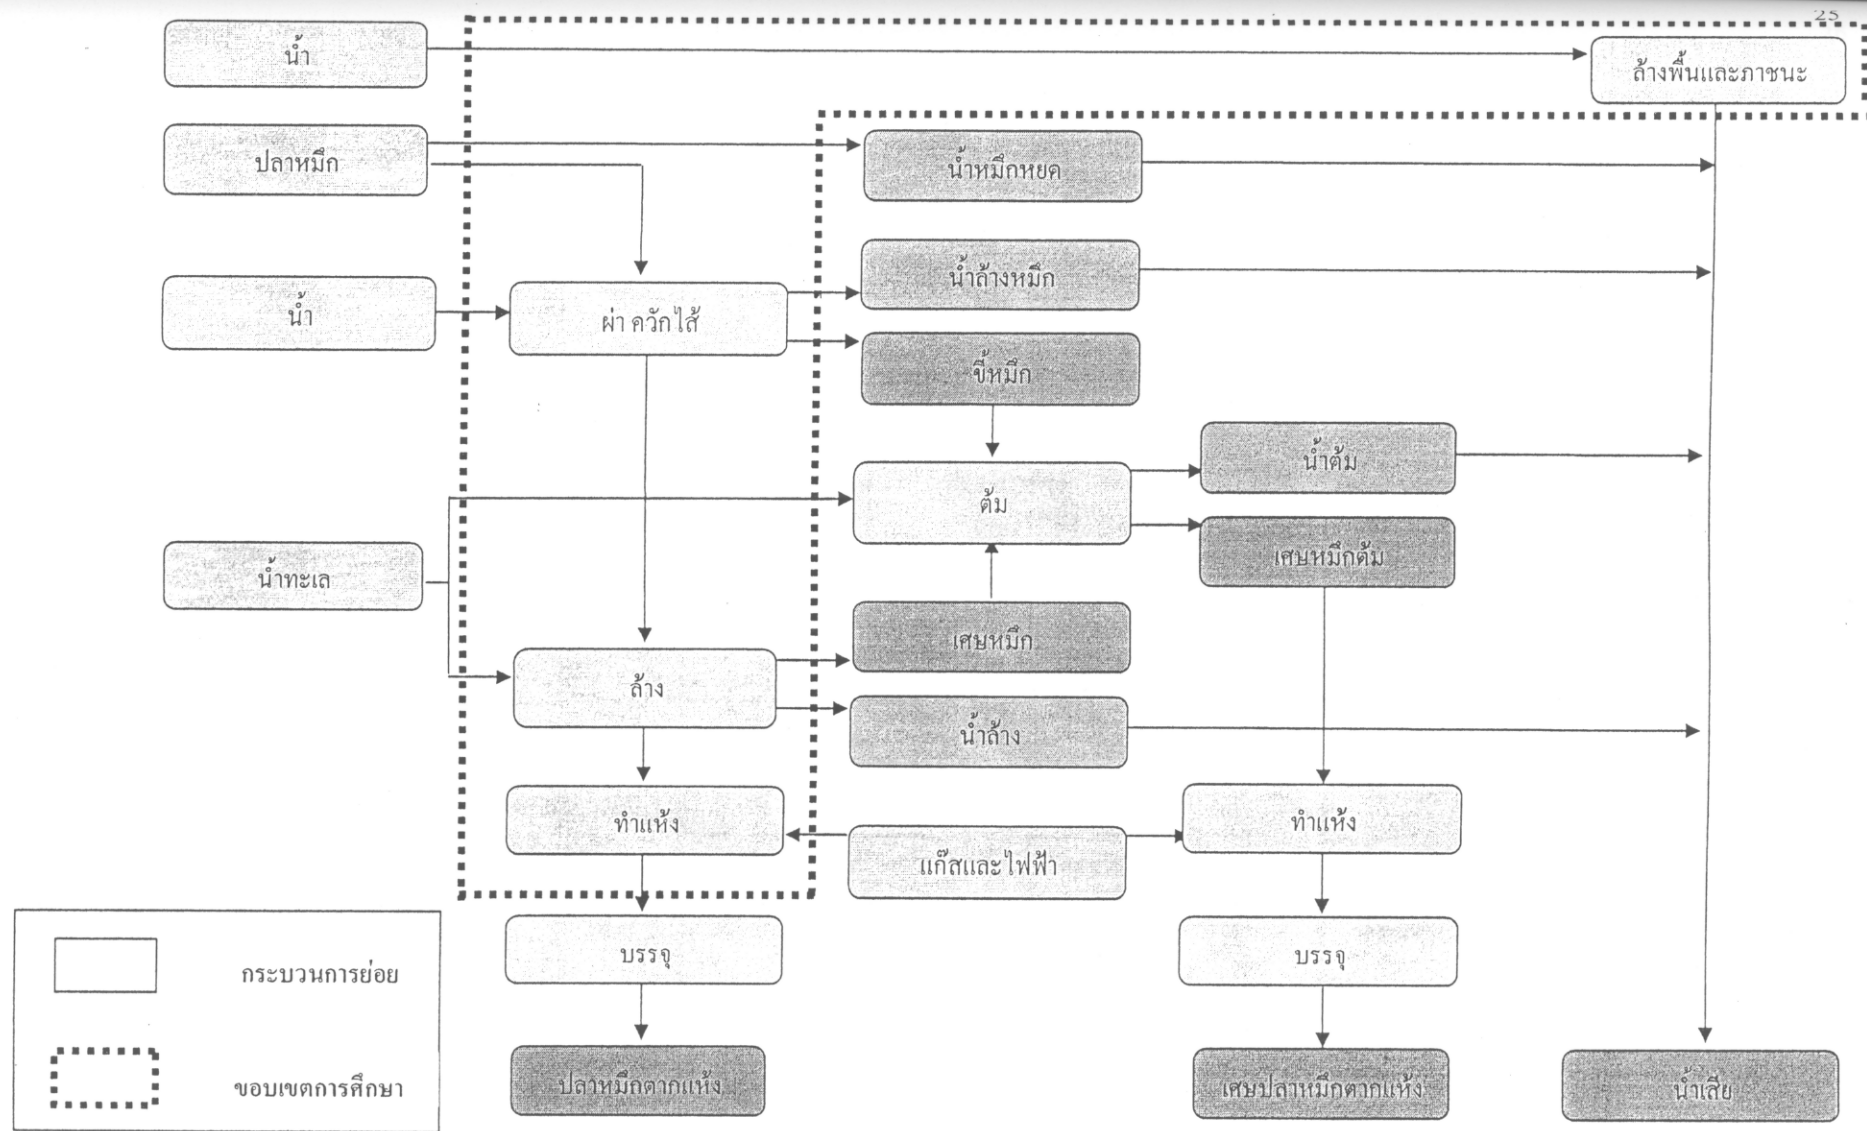 25
น้ำ
ล้างพื้นและภาชนะ
ปลาหมึก
น้ำหมึกหยด
น้ำล้างหมึก
น้ำ
ผ่า ควักไส้
ขี้หมึก
น้ำต้ม
ต้ม
เศษหมึกต้ม
น้ำทะเล
เศษหมึก
ล้าง
น้ำล้าง
ทำแห้ง
ทำแห้ง
แก๊สและไฟฟ้า
บรรจุ
บรรจุ
กระบวนการย่อย
ขอบเขตการศึกษา
ปลาหมึกตากแห้ง
เศษปลาหมึกตากแห้ง
น้ำเสีย